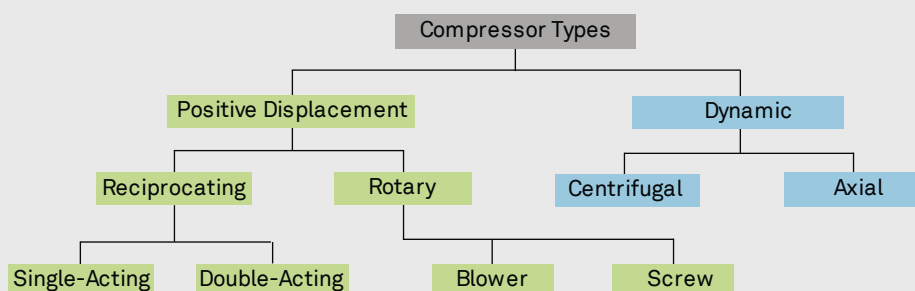 Compressor Types
Positive Displacement
Dynamic
Reciprocating
Rotary
Centrifugal
Axial
Single-Acting
Double-Acting
Blower
Screw